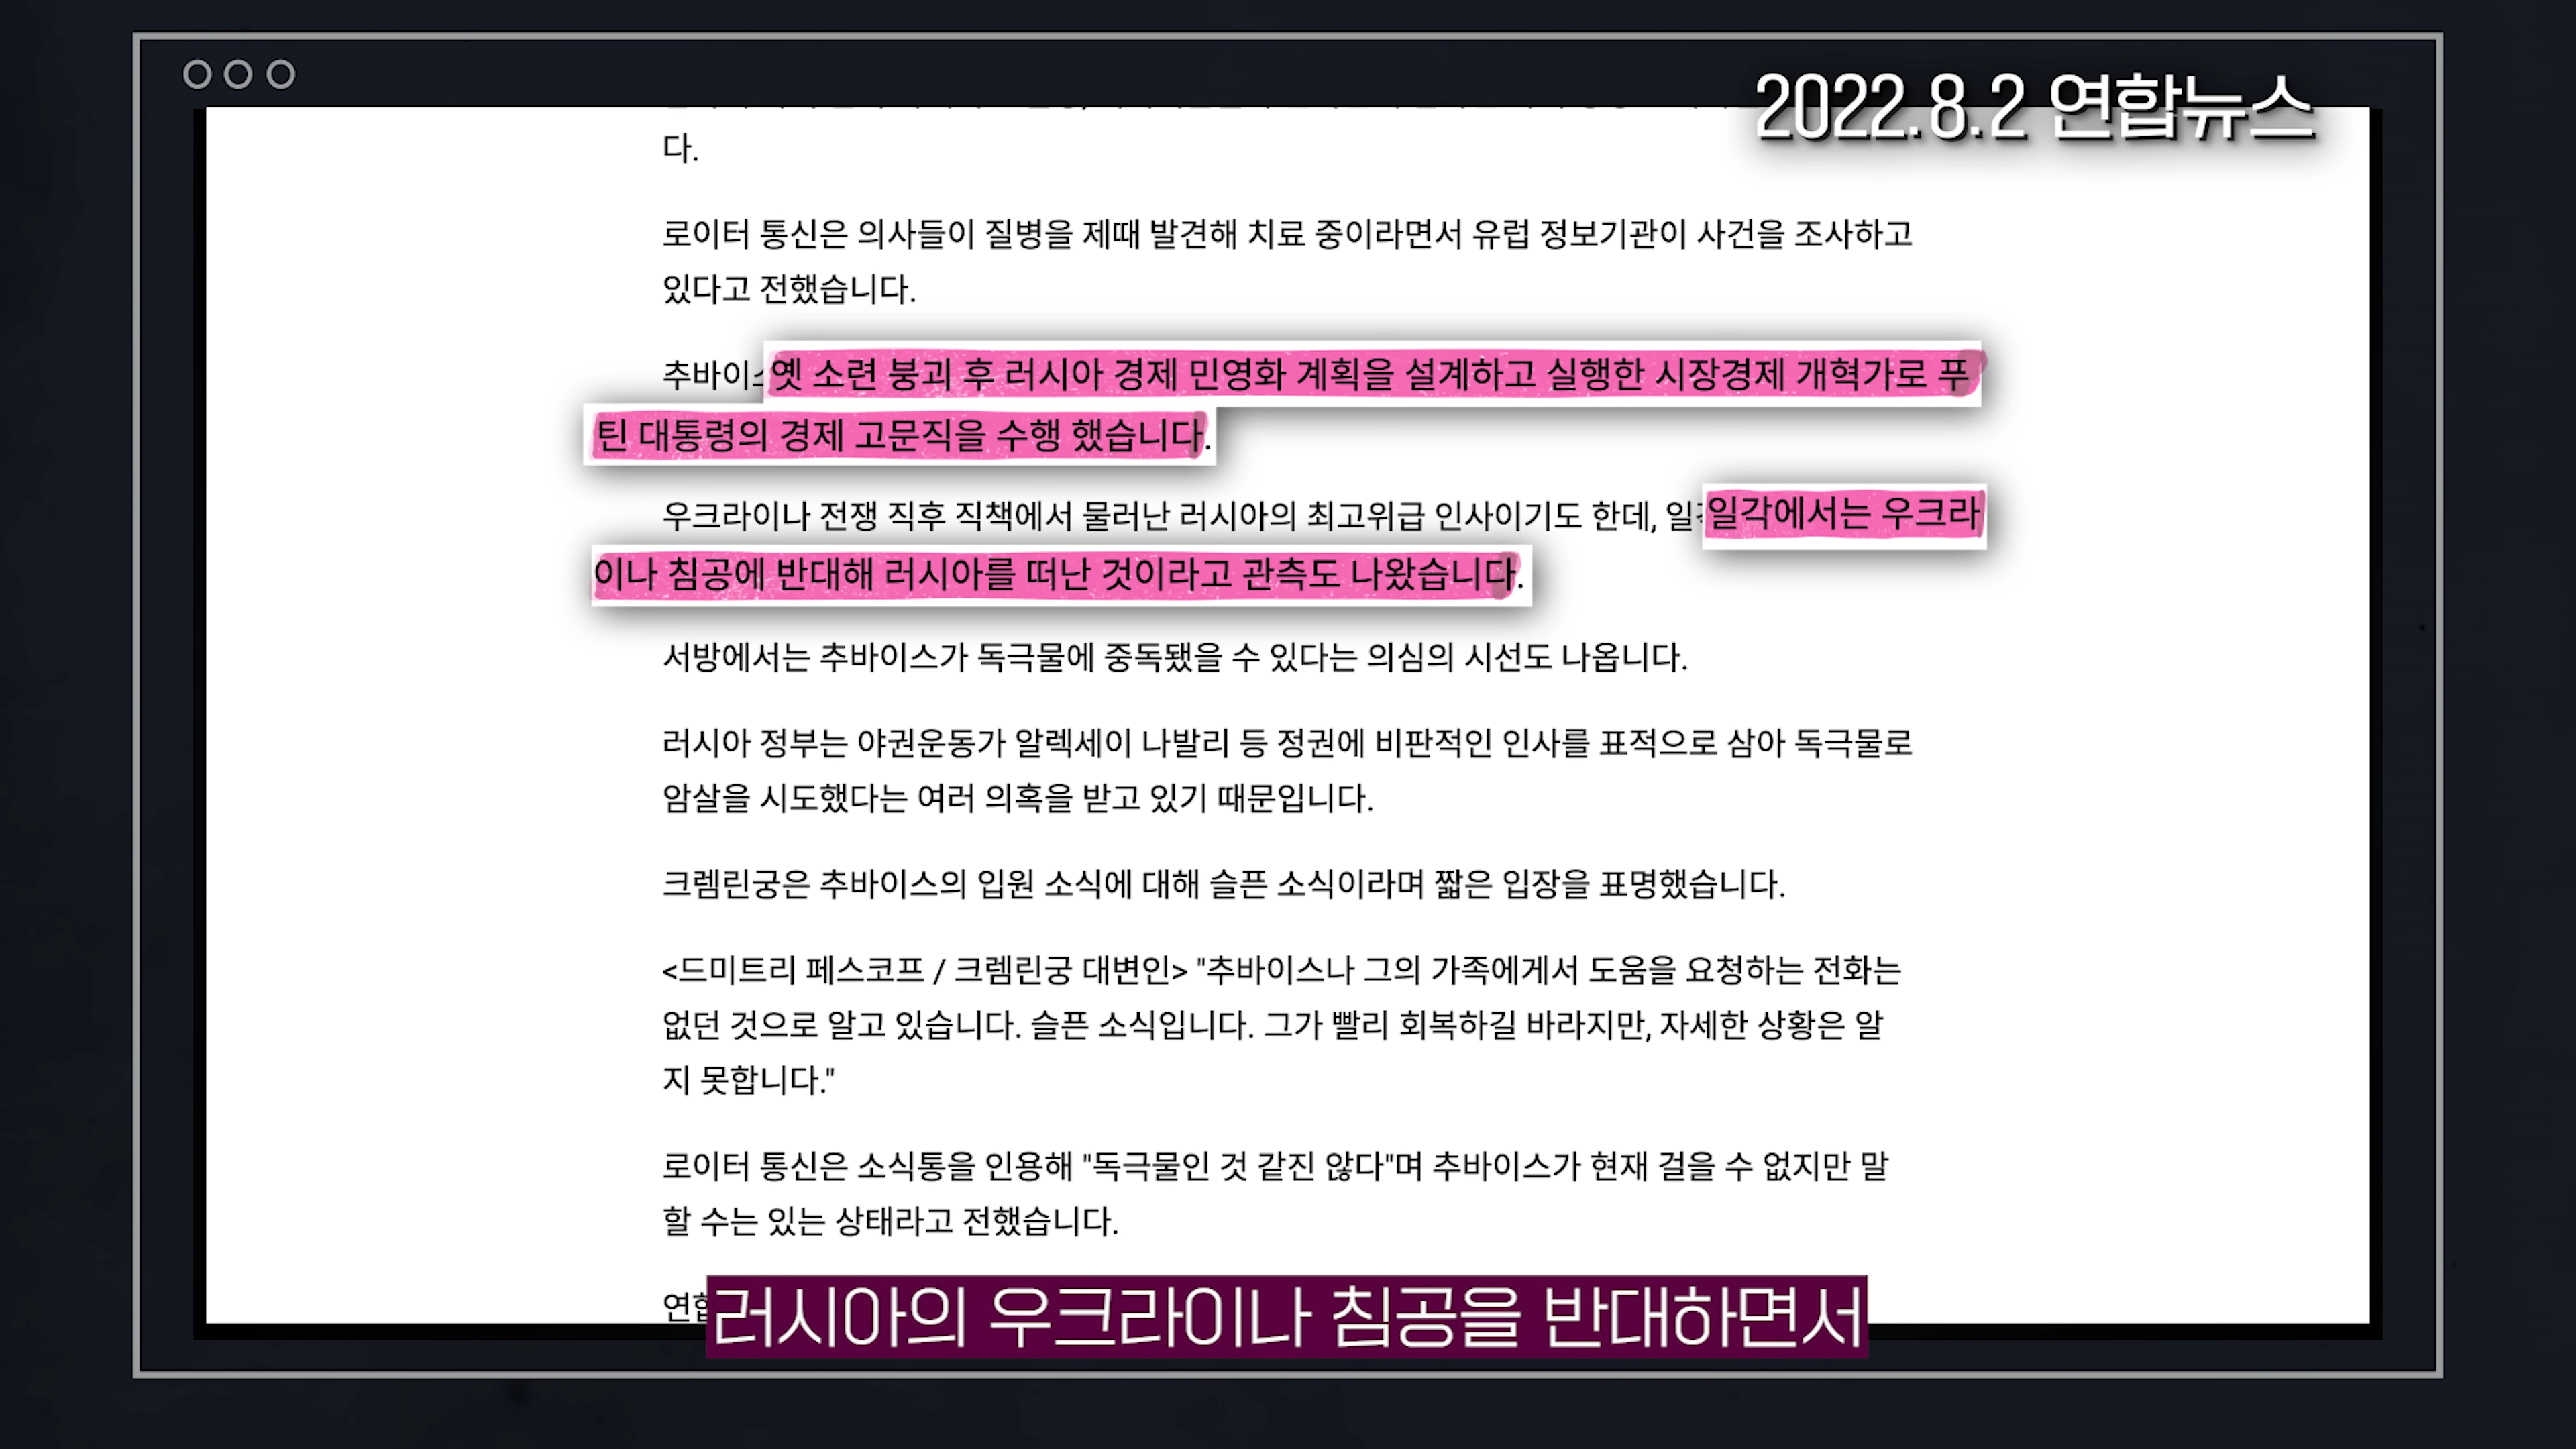 2022.8.2 연합뉴스
다.
로이터 통신은 의사들이 질병을 제때 발견해 치료 중이라면서 유럽 정보기관이 사건을 조사하고
있다고 전했습니다.
추바이스 옛 소련 붕괴 후 러시아 경제 민영화 계획을 설계하고 실행한 시장경제 개혁가로 푸
틴 대통령의 경제 고문직을 수행 했습니다.
우크라이나 전쟁 직후 직책에서 물러난 러시아의 최고위급 인사이기도 한데, 일각 일각에서는 우크라
이나 침공에 반대해 러시아를 떠난 것이라고 관측도 나왔습니다.
서방에서는 추바이스가 독극물에 중독됐을 수 있다는 의심의 시선도 나옵니다.
러시아 정부는 야권운동가 알렉세이 나발리 등 정권에 비판적인 인사를 표적으로 삼아 독극물로
암살을 시도했다는 여러 의혹을 받고 있기 때문입니다.
크렘린궁은 추바이스의 입원 소식에 대해 슬픈 소식이라며 짧은 입장을 표명했습니다.
<드미트리 페스코프 / 크렘린궁 대변인> "추바이스나 그의 가족에게서 도움을 요청하는 전화는
없던 것으로 알고 있습니다. 슬픈 소식입니다. 그가 빨리 회복하길 바라지만, 자세한 상황은 알
지 못합니다."
로이터 통신은 소식통을 인용해 "독극물인 것 같진 않다"며 추바이스가 현재 걸을 수 없지만 말
할 수는 있는 상태라고 전했습니다.
연합
러시아의 우크라이나 침공을 반대하면서